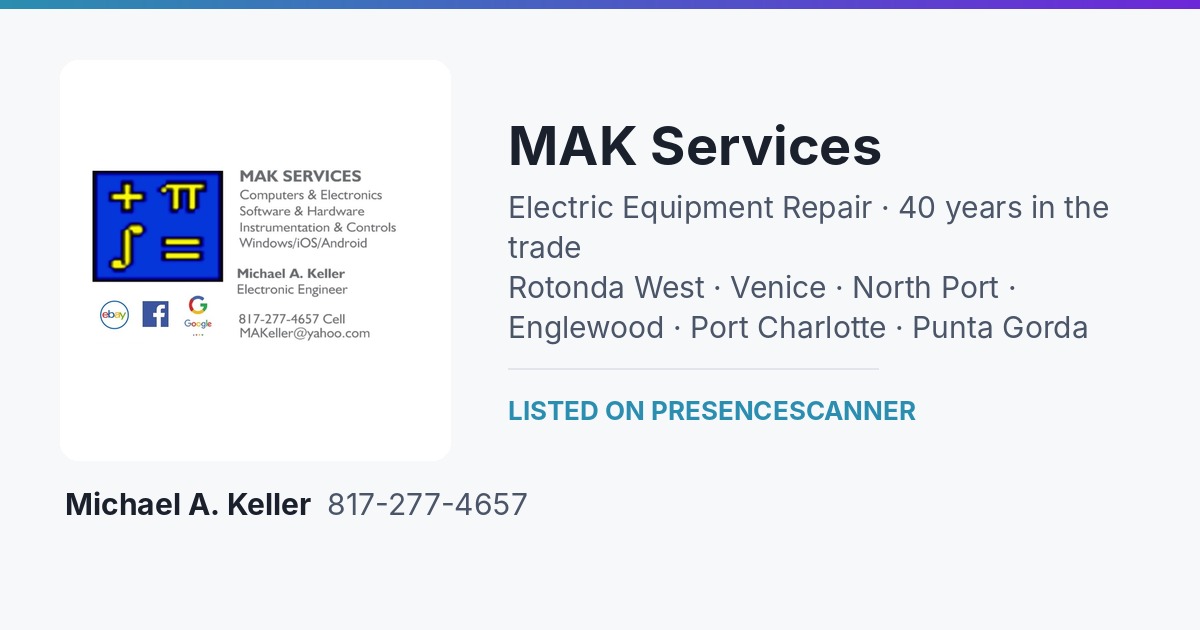 MAK SERVICES
Computers & Electronics
Software & Hardware
Instrumentation & Controls
Windows/iOS/Android
Michael A. Keller
Electronic Engineer
817-277-4657 Cell
MAKeller@yahoo.com
+ π
∫ =
ebay
f
G
Google
MAK Services
Electric Equipment Repair · 40 years in the
trade
Rotonda West · Venice · North Port ·
Englewood · Port Charlotte · Punta Gorda
LISTED ON PRESENCESCANNER
Michael A. Keller 817-277-4657